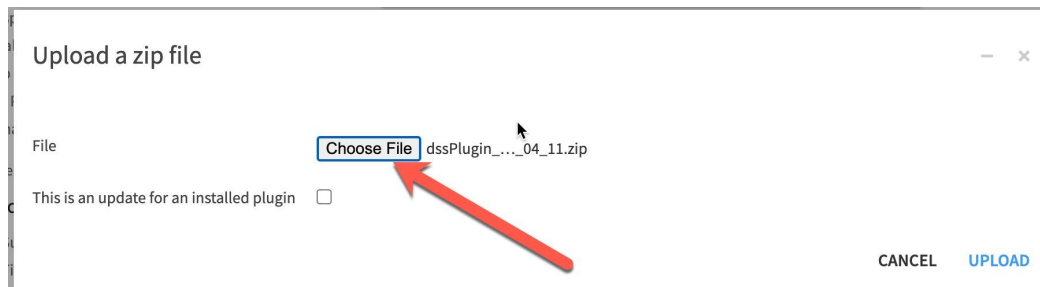 Upload a zip file
File
Choose File dssPlugin_..._04_11.zip
This is an update for an installed plugin
CANCEL UPLOAD